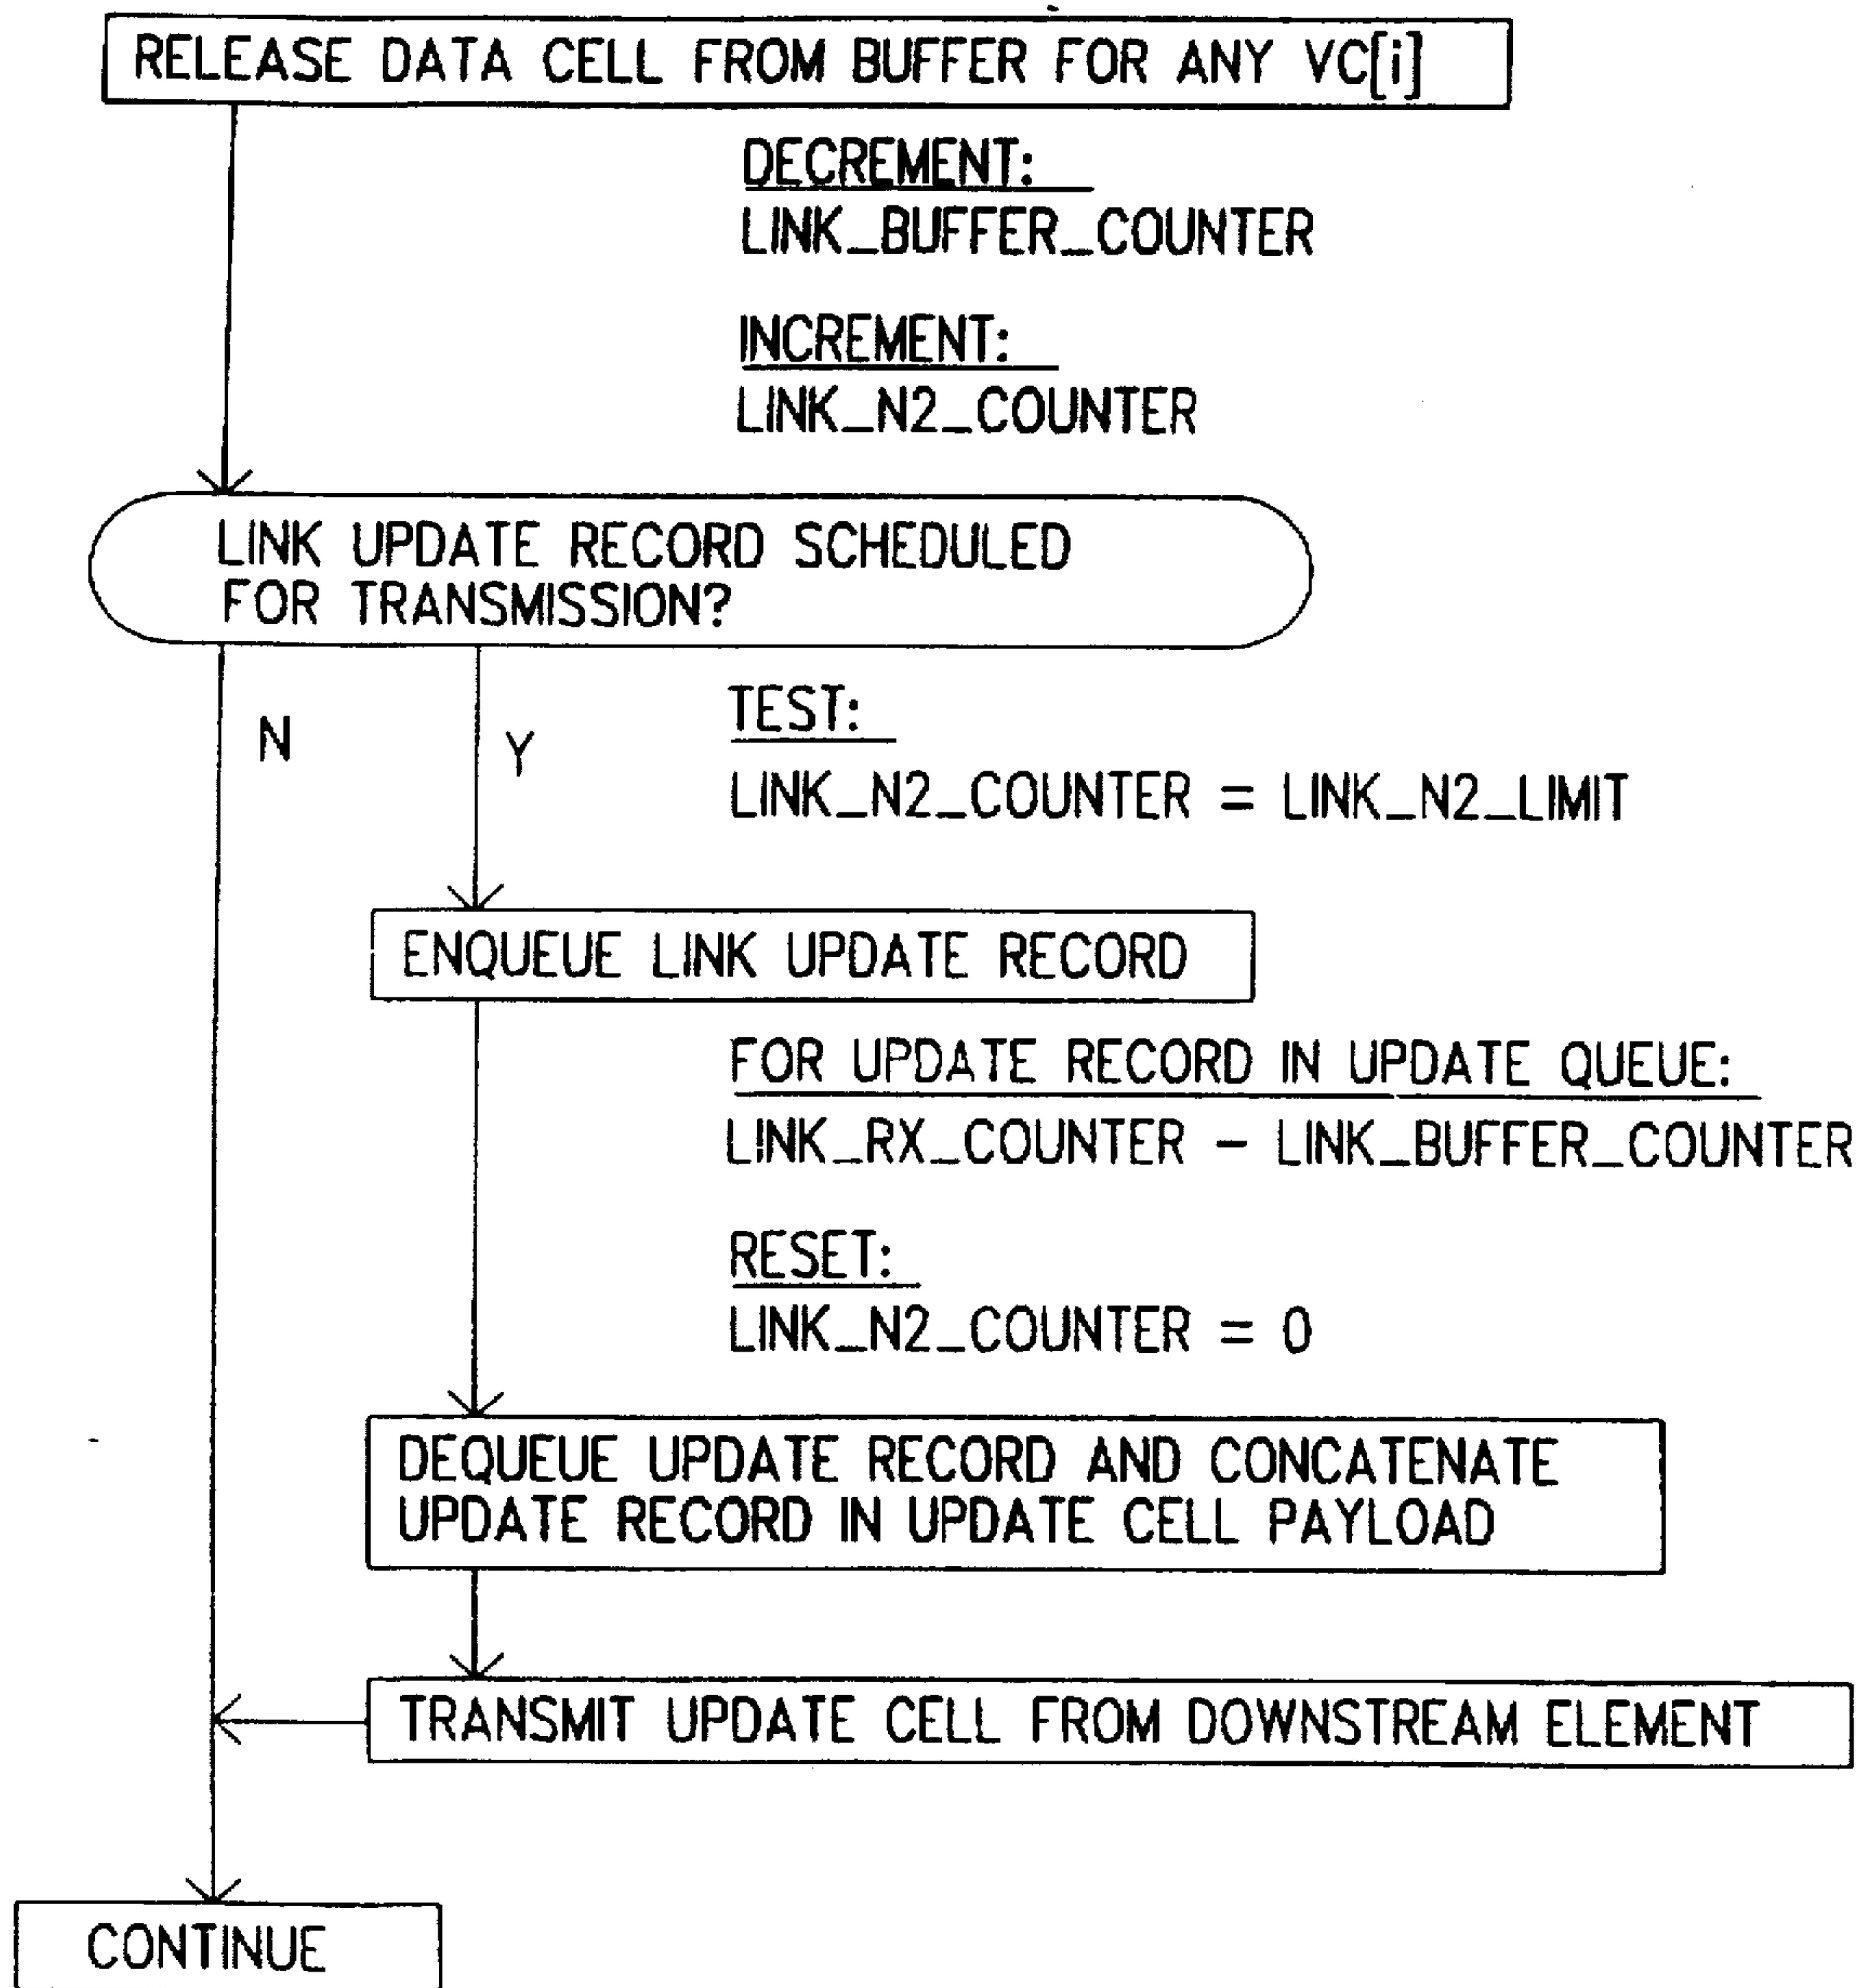 RELEASE DATA CELL FROM BUFFER FOR ANY VC[i]
DECREMENT:
LINK_BUFFER_COUNTER
INCREMENT:
LINK_N2_COUNTER
LINK UPDATE RECORD SCHEDULED
FOR TRANSMISSION?
N
Y
TEST:
LINK_N2_COUNTER = LINK_N2_LIMIT
ENQUEUE LINK UPDATE RECORD
FOR UPDATE RECORD IN UPDATE QUEUE:
LINK_RX_COUNTER - LINK_BUFFER_COUNTER
RESET:
LINK_N2_COUNTER = 0
DEQUEUE UPDATE RECORD AND CONCATENATE
UPDATE RECORD IN UPDATE CELL PAYLOAD
TRANSMIT UPDATE CELL FROM DOWNSTREAM ELEMENT
CONTINUE